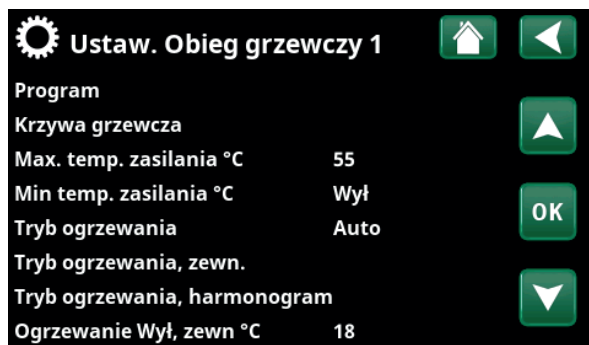 Ustaw. Obieg grzewczy 1
Program
Krzywa grzewcza
Max. temp. zasilania °C 55
Min temp. zasilania °C Wył
Tryb ogrzewania Auto
OK
Tryb ogrzewania, zewn.
Tryb ogrzewania, harmonogram
Ogrzewanie Wył, zewn °C 18